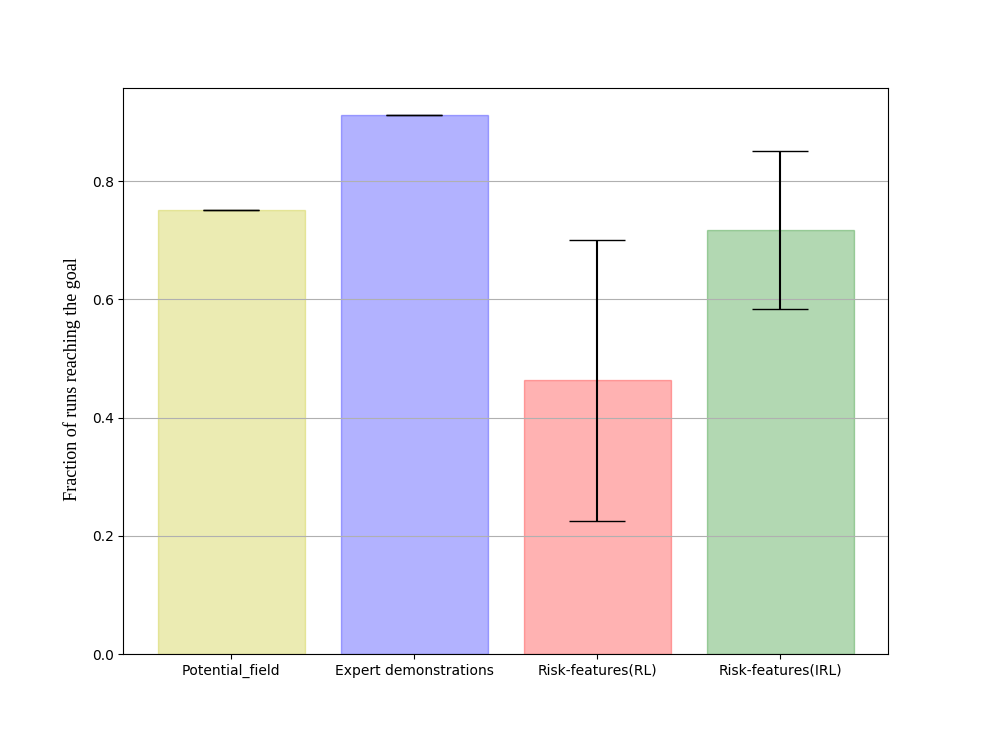 Fraction of runs reaching the goal
0.8
0.6
0.4
0.2
0.0
Potential_field
Expert demonstrations
Risk-features(RL)
Risk-features(IRL)